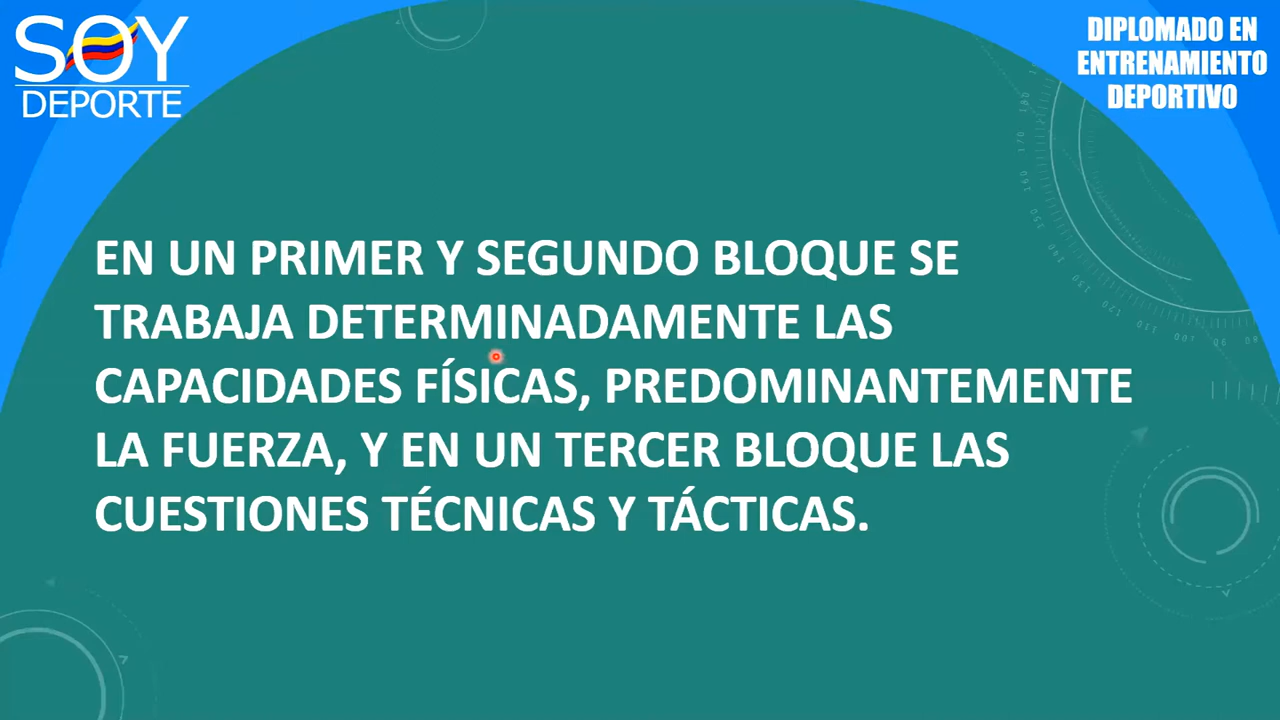 SOY
DEPORTE
DIPLOMADO EN
ENTRENAMIENTO
DEPORTIVO
EN UN PRIMER Y SEGUNDO BLOQUE SE
TRABAJA DETERMINADAMENTE LAS
CAPACIDADES FÍSICAS, PREDOMINANTEMENTE
LA FUERZA, Y EN UN TERCER BLOQUE LAS
CUESTIONES TÉCNICAS Y TÁCTICAS.